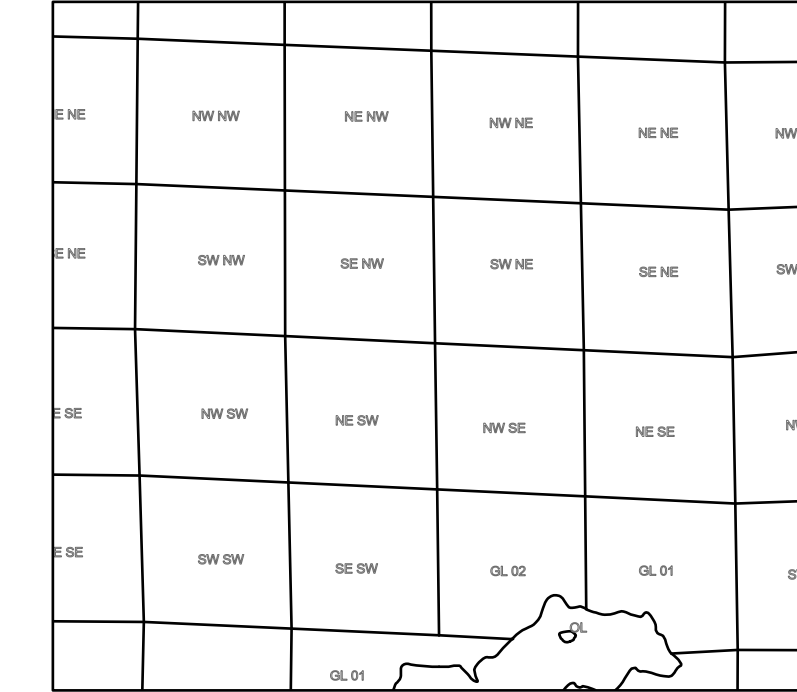 E NE NW NW NE NW NW NE NE NE NW
E NE SW NW SE NW SW NE SE NE SW
E SE NW SW NE SW NW SE NE SE
E SE SW SW SE SW GL 02 GL 01
OL
GL 01